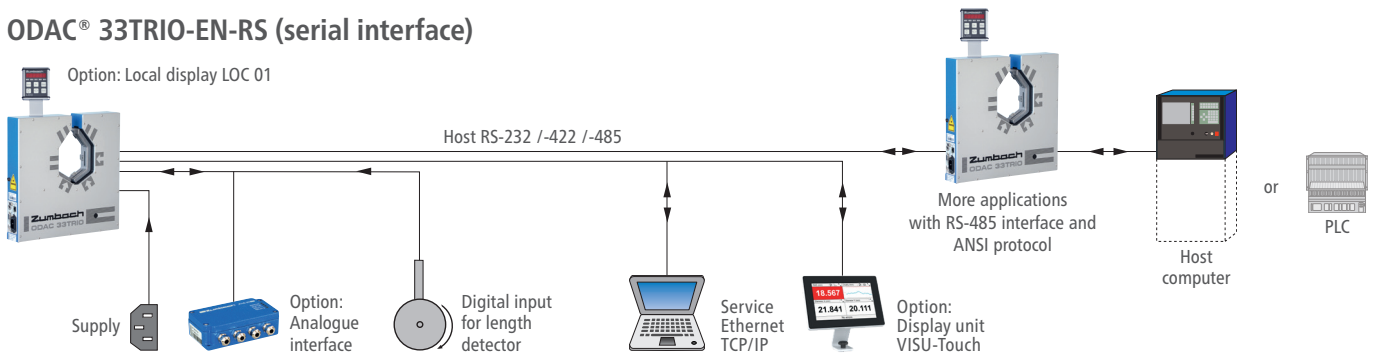 ODAC® 33TRIO-EN-RS (serial interface)
Option: Local display LOC 01
Host RS-232 /-422 /-485
Zumbach
ODAC 33TRIO
Zumbach
ODAC 33TRIO
More applications
with RS-485 interface and
ANSI protocol
Host
computer
or
PLC
Supply
Option:
Analogue
interface
Digital input
for length
detector
Service
Ethernet
TCP/IP
18.567
21.841 20.111
Option:
Display unit
VISU-Touch